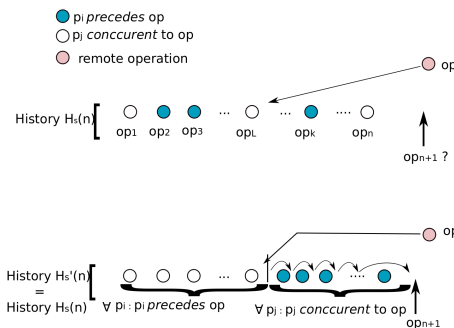 pi precedes op
pj conccurent to op
remote operation
op
History Hs(n) [
op1 op2 op3 ... opL ... opk .... opn
opn+1 ?
op
History Hs'(n)
=
History Hs(n)
....
∀ pi : pi precedes op
∀ pj : pj conccurent to op
opn+1